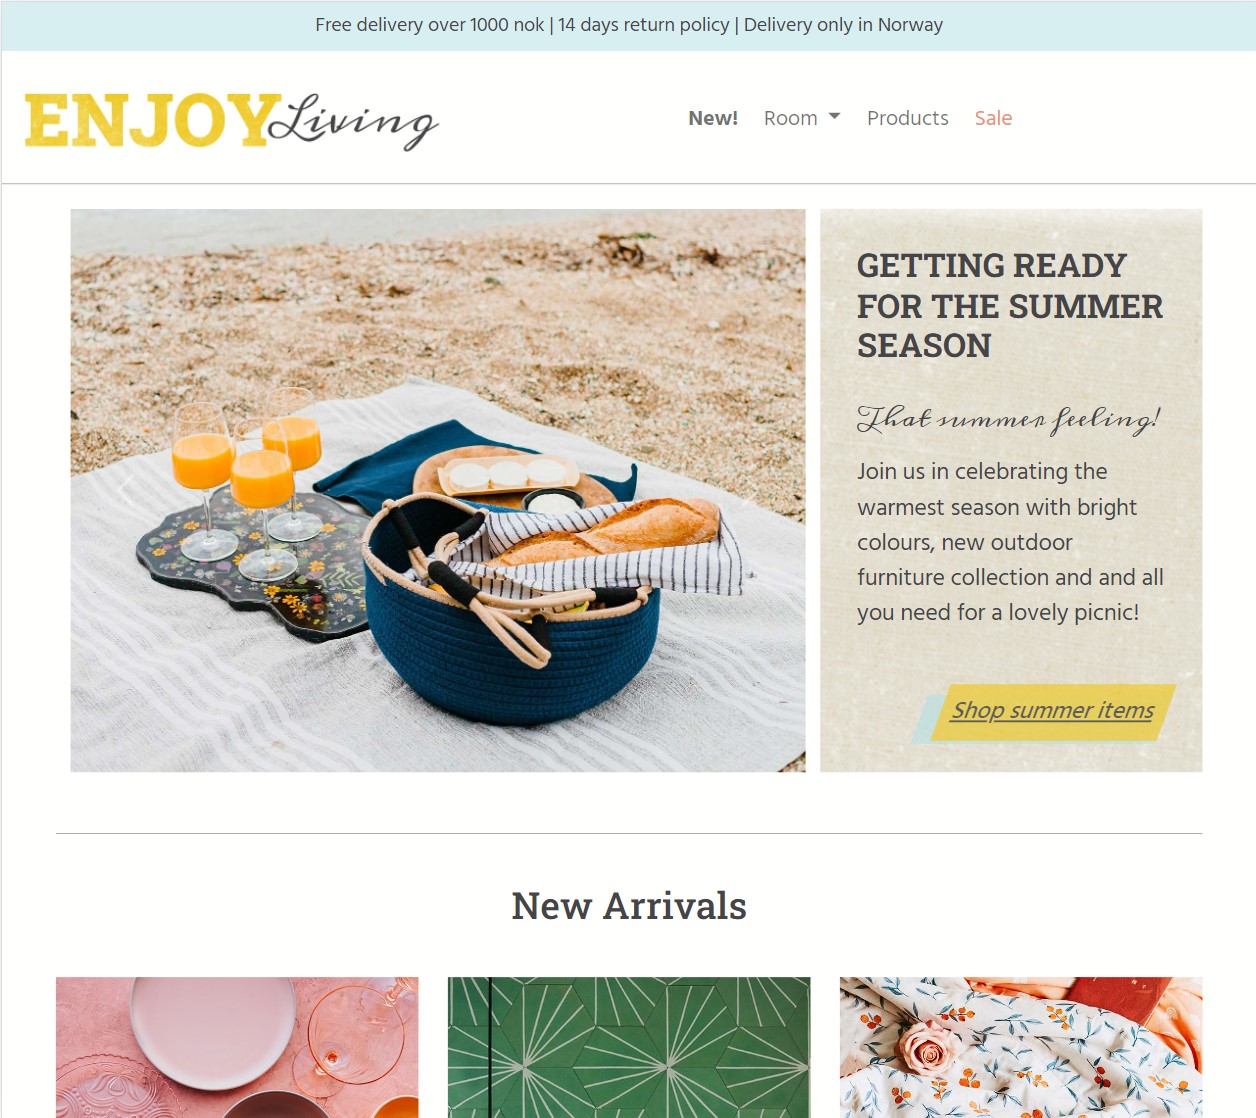 Free delivery over 1000 nok | 14 days return policy | Delivery only in Norway
ENJOY Living
New! Room Products Sale
GETTING READY
FOR THE SUMMER
SEASON
That summer feeling!
Join us in celebrating the
warmest season with bright
colours, new outdoor
furniture collection and and all
you need for a lovely picnic!
Shop summer items
New Arrivals